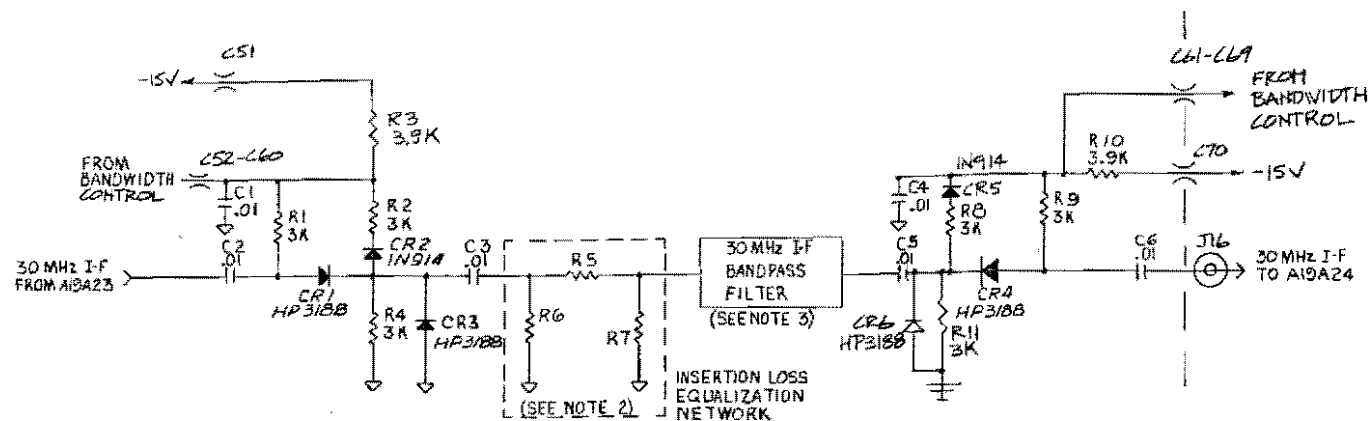 C51
-15V
R3
3.9K
FROM
BANDWIDTH
CONTROL
C52-C60
C1
.01
R1
3K
R2
3K
CR2
1N914
C2
.01
30 MHz I-F
FROM A19A23
CR1
HP3188
R4
3K
CR3
HP3188
C3
.01
R5
R6
R7
(SEE NOTE 2)
INSERTION LOSS
EQUALIZATION
NETWORK
30 MHz I-F
BANDPASS
FILTER
(SEE NOTE 3)
C4
.01
1N914
CR5
R8
3K
C5
.01
CR6
HP3188
R11
3K
CR4
HP3188
R9
3K
R10
3.9K
C61-C69
FROM
BANDWIDTH
CONTROL
C70
-15V
C6
.01
J16
30 MHz I-F
TO A19A24